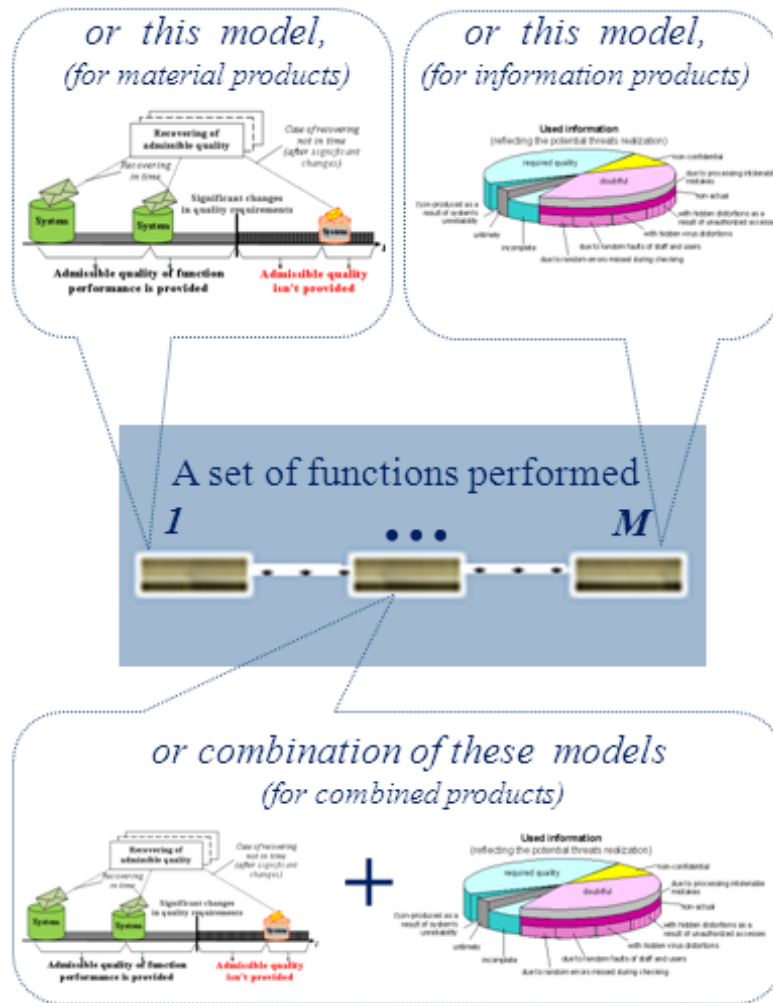 or this model,
(for material products)
Recovering of
admissible quality
Case of recovering
not in time
(after significant
changes)
Recovering
in time
Significant changes
in quality requirements
System
System
System
t
Admissible quality of function
performance is provided
Admissible quality
isn't provided
or this model,
(for information products)
Used information
(reflecting the potential threats realization)
required quality
non-confidential
doubtful
due to processing intolerable
mistakes
non-actual
with hidden distortions as a
result of unauthorized accesses
with hidden virus distortions
due to random faults of staff and users
due to random errors missed during checking
incomplete
untimely
(non-produced as a
result of system's
unreliability
A set of functions performed
1 ... M
or combination of these models
(for combined products)
Recovering of
admissible quality
Case of recovering
not in time
(after significant
changes)
Recovering
in time
Significant changes
in quality requirements
System
System
System
t
Admissible quality of function
performance is provided
Admissible quality
isn't provided
+
Used information
(reflecting the potential threats realization)
required quality
non-confidential
doubtful
due to processing intolerable
mistakes
non-actual
with hidden distortions as a
result of unauthorized accesses
with hidden virus distortions
due to random faults of staff and users
due to random errors missed during checking
incomplete
untimely
(non-produced as a
result of system's
unreliability